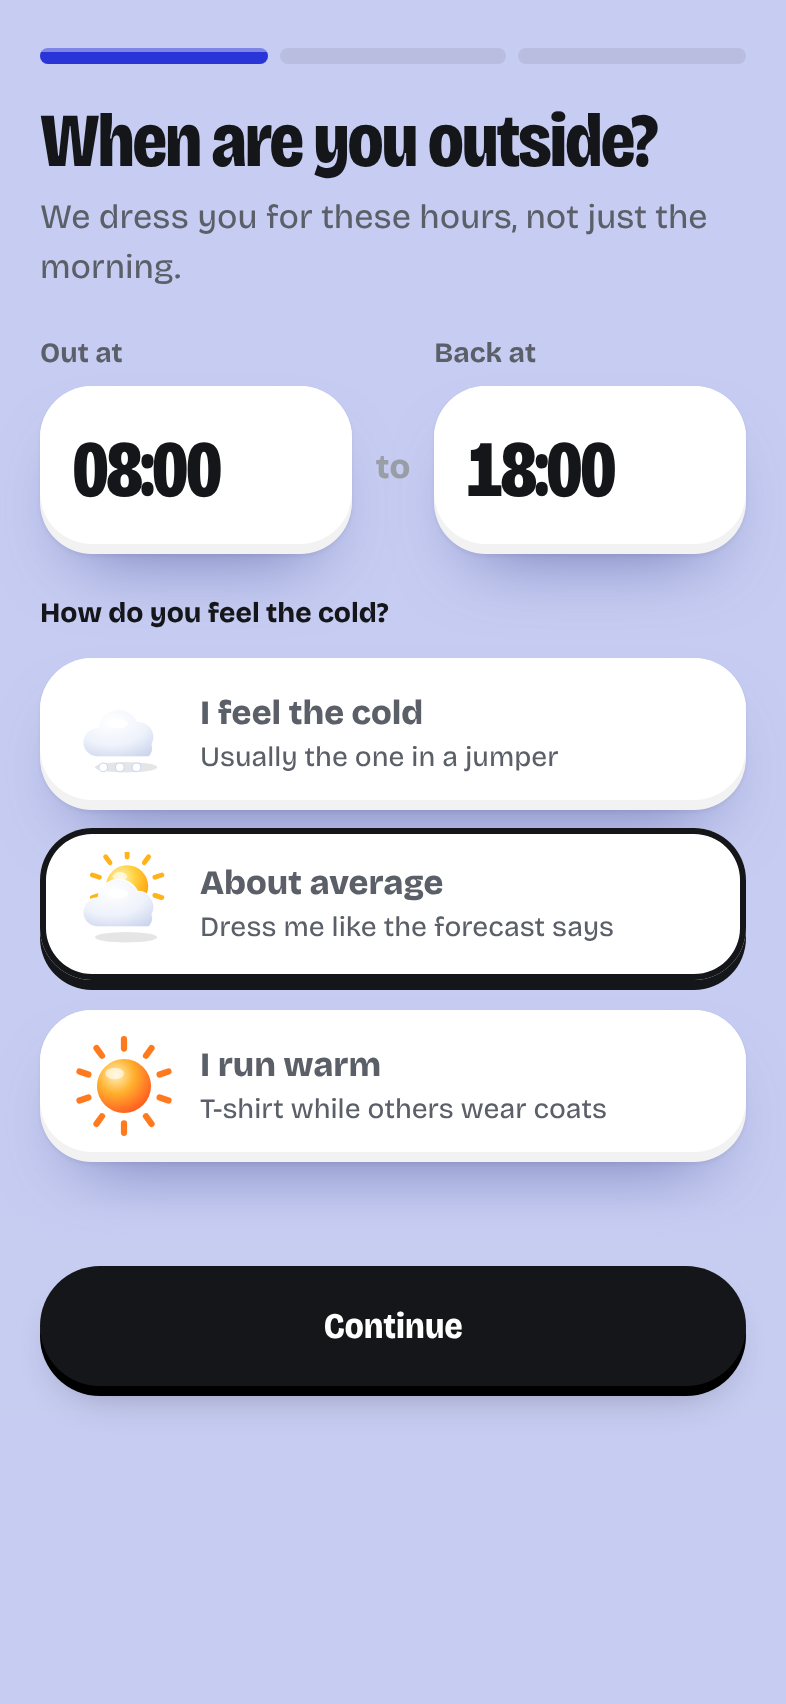 When are you outside?
We dress you for these hours, not just the
morning.
Out at
Back at
08:00
to
18:00
How do you feel the cold?
I feel the cold
Usually the one in a jumper
About average
Dress me like the forecast says
I run warm
T-shirt while others wear coats
Continue